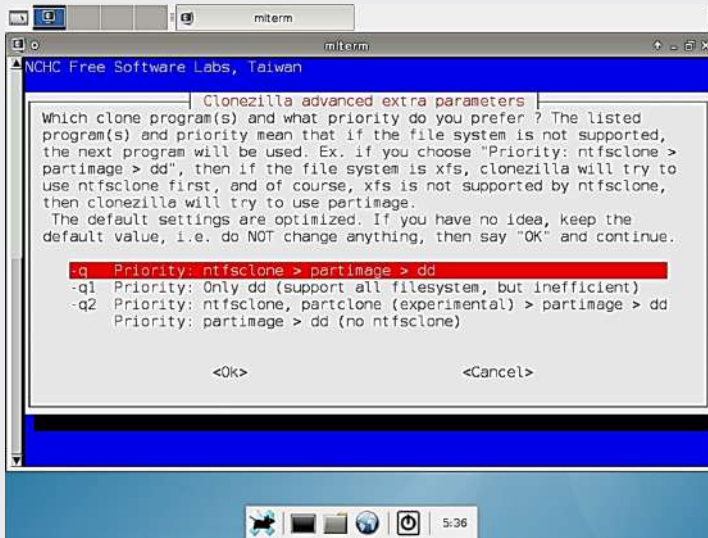 mlterm
mlterm
NCHC Free Software Labs, Taiwan
Clonezilla advanced extra parameters
Which clone program(s) and what priority do you prefer ? The listed
program(s) and priority mean that if the file system is not supported,
the next program will be used. Ex. if you choose "Priority: ntfsclone >
partimage > dd", then if the file system is xfs, clonezilla will try to
use ntfsclone first, and of course, xfs is not supported by ntfsclone,
then clonezilla will try to use partimage.
The default settings are optimized. If you have no idea, keep the
default value, i.e. do NOT change anything, then say "OK" and continue.
-q Priority: ntfsclone > partimage > dd
-q1 Priority: Only dd (support all filesystem, but inefficient)
-q2 Priority: ntfsclone, partclone (experimental) > partimage > dd
Priority: partimage > dd (no ntfsclone)
<Ok> <Cancel>
5:36